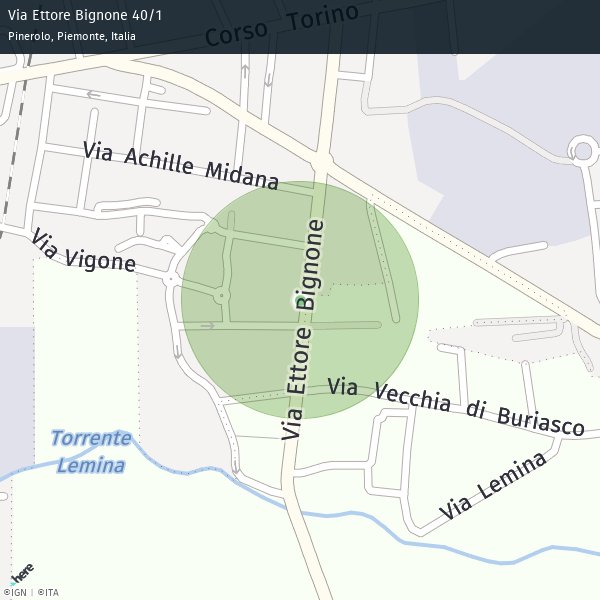 Via Ettore Bignone 40/1
Pinerolo, Piemonte, Italia
Corso Torino
Via Achille Midana
Via Vigone
Via Ettore Bignone
Via Vecchia di Buriasco
Torrente
Lemina
Via Lemina
here
©IGN | ©ITA